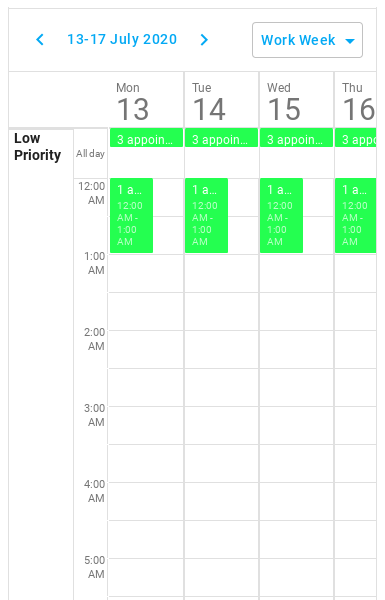 13-17 July 2020
Work Week
Mon Tue Wed Thu
13 14 15 16
Low
Priority
All day
3 appoin... 3 appoin... 3 appoin... 3 appo
12:00
AM
1 a... 1 a... 1 a... 1 a...
12:00 12:00 12:00 12:00
AM - AM - AM - AM -
1:00 1:00 1:00 1:00
AM AM AM AM
1:00
AM
2:00
AM
3:00
AM
4:00
AM
5:00
AM